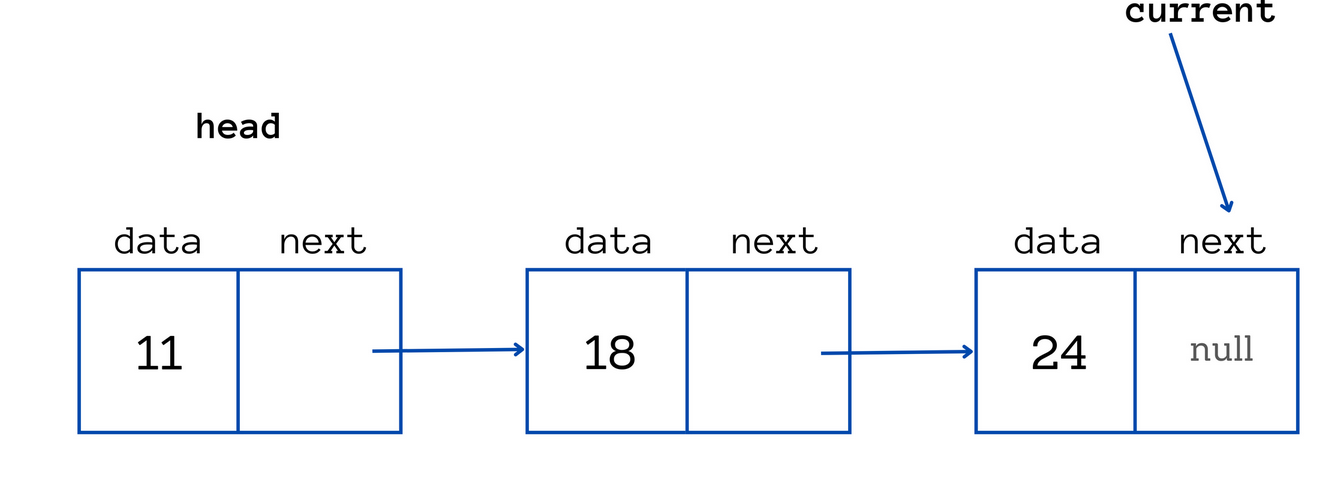 current
head
data next data next data next
11 18 24 null